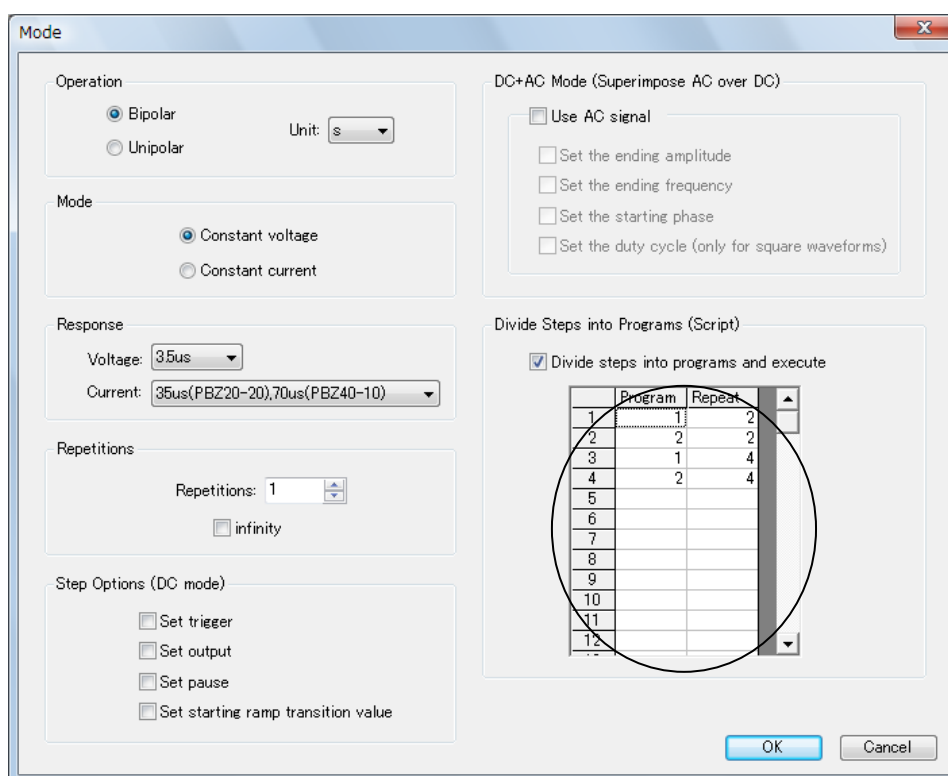 Mode
Operation
Bipolar
Unipolar
Unit: s
Mode
Constant voltage
Constant current
Response
Voltage: 3.5us
Current: 35us(PBZ20-20),70us(PBZ40-10)
Repetitions
Repetitions: 1
infinity
Step Options (DC mode)
Set trigger
Set output
Set pause
Set starting ramp transition value
DC+AC Mode (Superimpose AC over DC)
Use AC signal
Set the ending amplitude
Set the ending frequency
Set the starting phase
Set the duty cycle (only for square waveforms)
Divide Steps into Programs (Script)
Divide steps into programs and execute
Program Repeat
1 1 2
2 2 2
3 1 4
4 2 4
5
6
7
8
9
10
11
12
OK Cancel